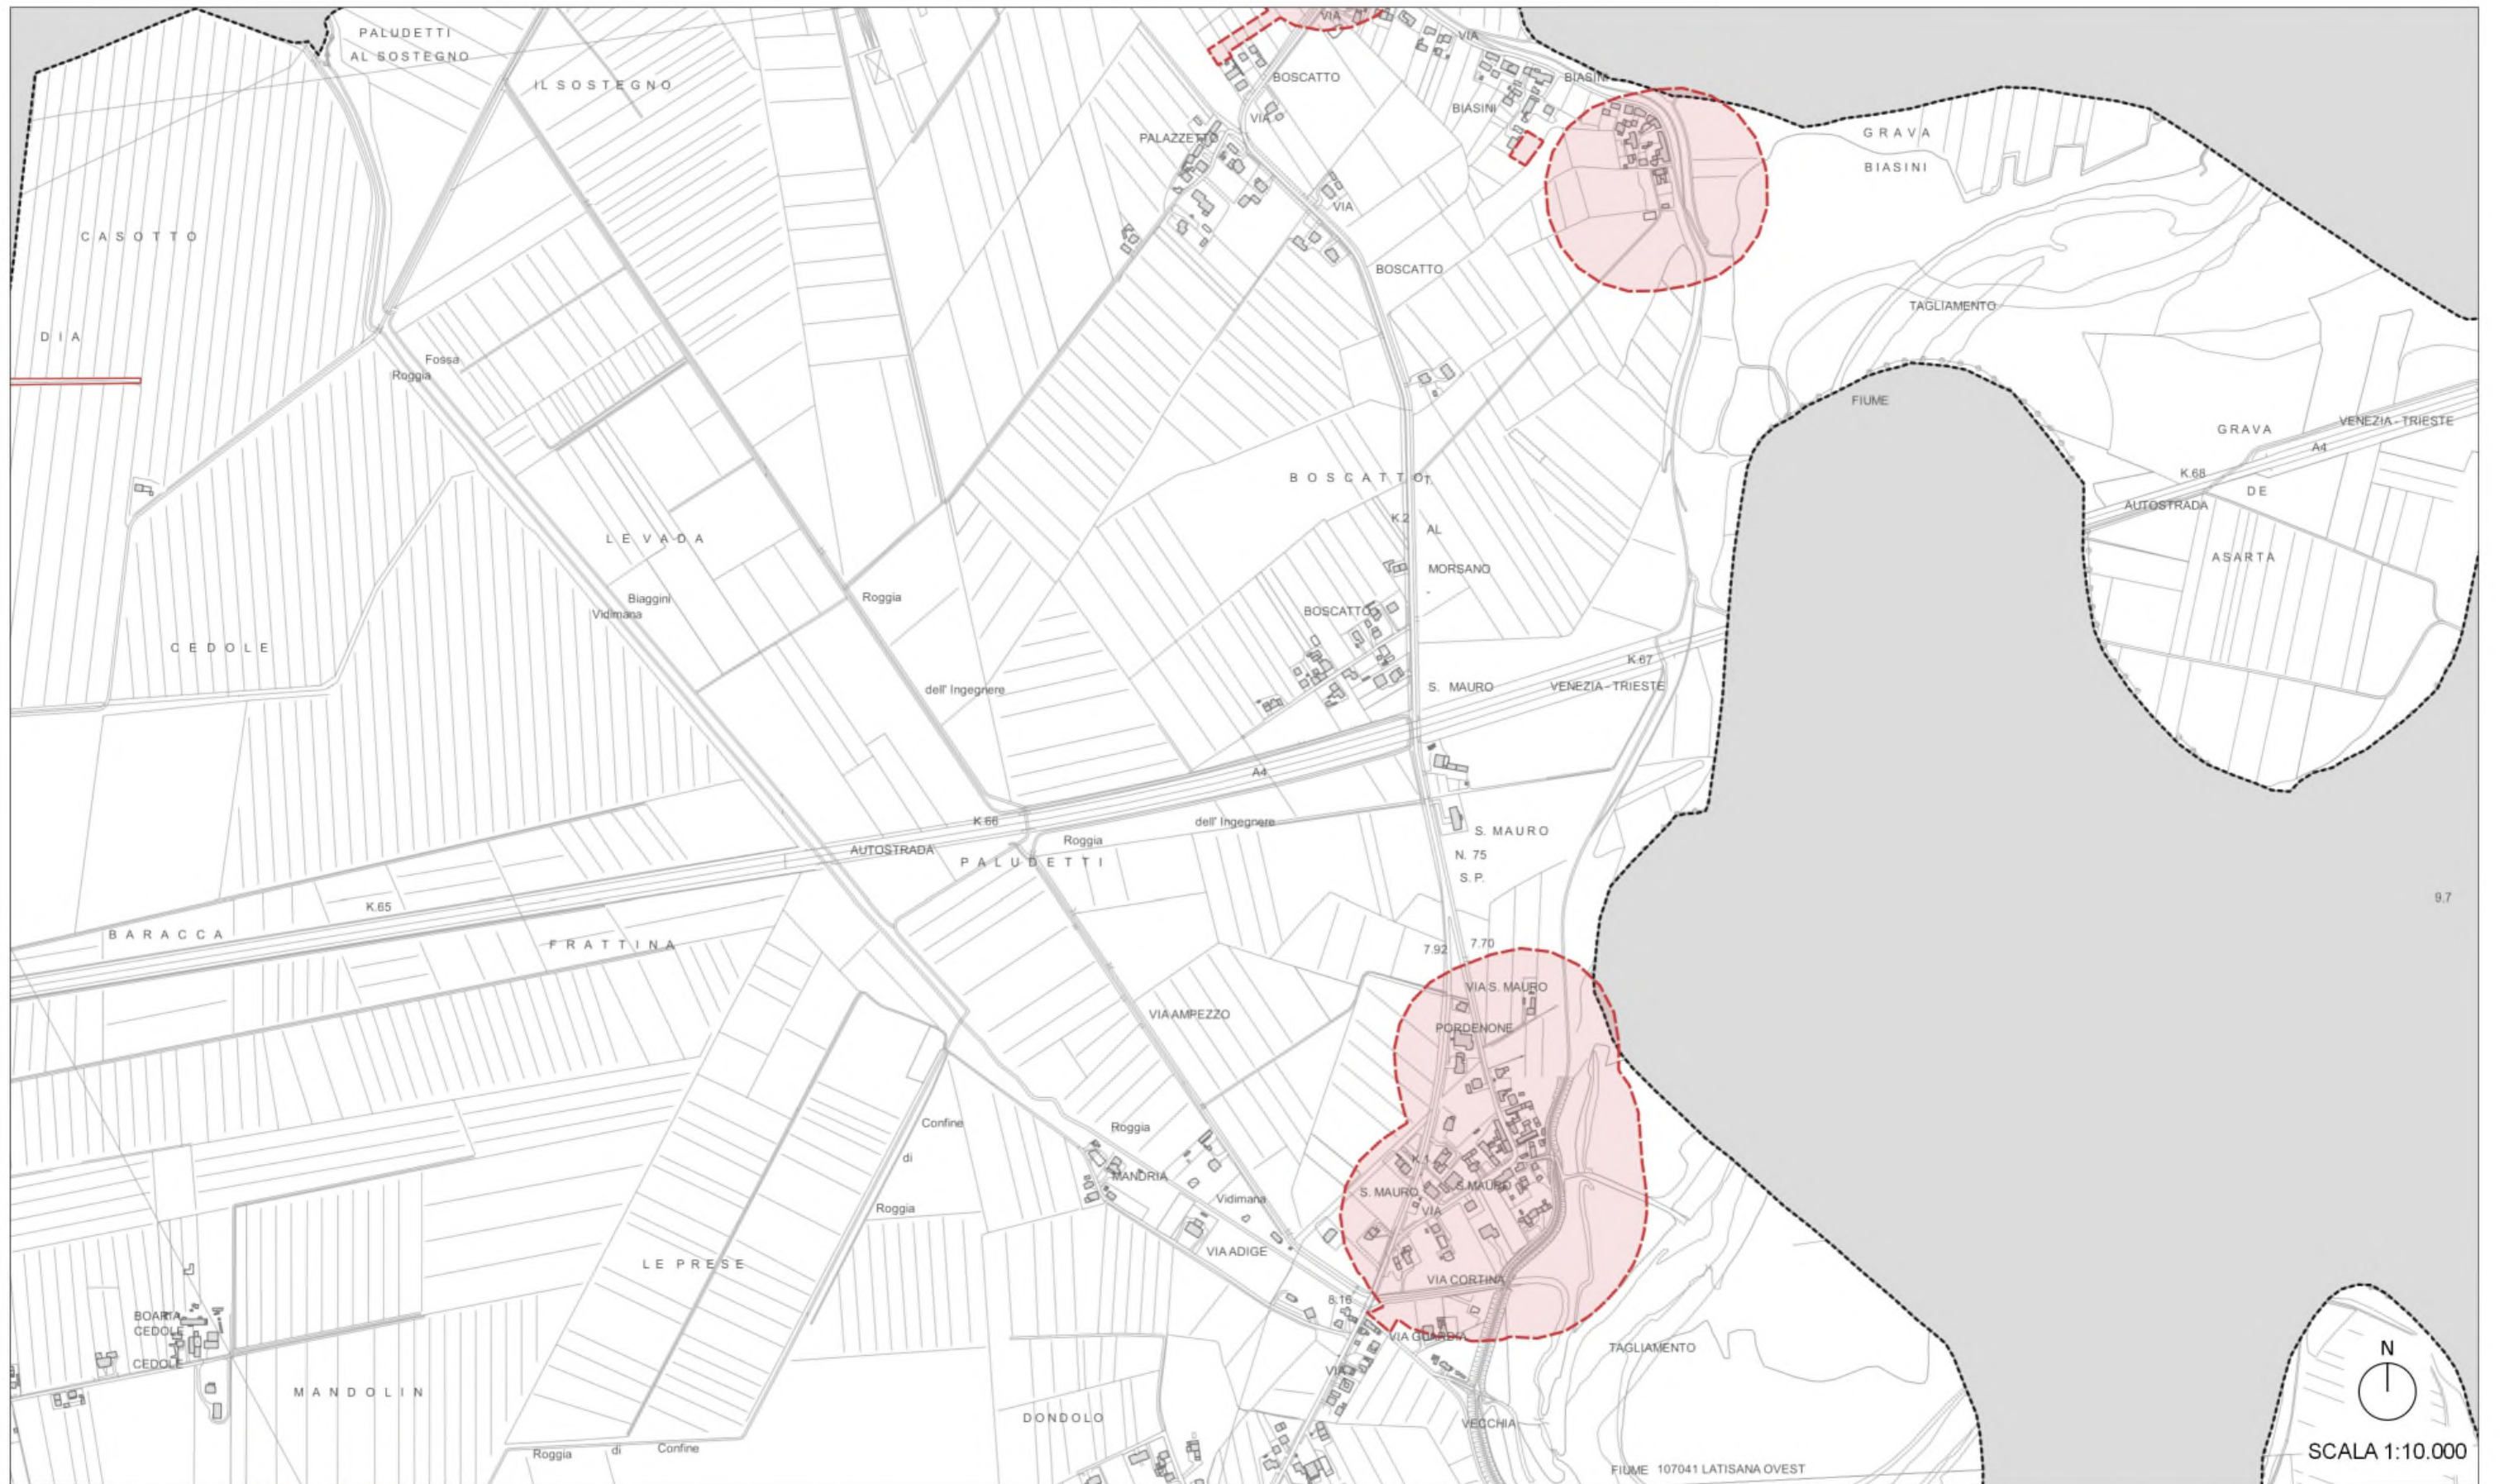 VIA
PALUDETTI
AL SOSTEGNO
VIA
IL SOSTEGNO
BOSCATTO
BIASINI
BIASINI
VIA
PALAZZETTO
GRAVA
BIASINI
VIA
CASOTTO
BOSCATTO
TAGLIAMENTO
DIA
Fossa
Roggia
FIUME
VENEZIA - TRIESTE
GRAVA
A4
K.68
BOSCATTO
DE
AUTOSTRADA
K.2
AL
LEVADA
ASARTA
MORSANO
Roggia
Biaggini
Vidimana
BOSCATTO
CEDOLE
K.67
dell' Ingegnere
S. MAURO
VENEZIA - TRIESTE
A4
K.66
dell' Ingegnere
S. MAURO
Roggia
AUTOSTRADA
PALUDETTI
N. 75
S. P.
9.7
K.65
BARACCA
FRATTINA
7.92
7.70
VIA S. MAURO
VIA AMPEZZO
PORDENONE
Confine
Roggia
di
K.1
MANDRIA
S. MAURO
S. MAURO
Vidimana
Roggia
VIA
VIA ADIGE
LE PRESE
VIA CORTINA
8.16
BOARIA
CEDOLE
VIA GUARDIA
TAGLIAMENTO
N
CEDOLE
VIA
MANDOLIN
DONDOLO
VECCHIA
Roggia
di
Confine
SCALA 1:10.000
FIUME
107041 LATISANA OVEST